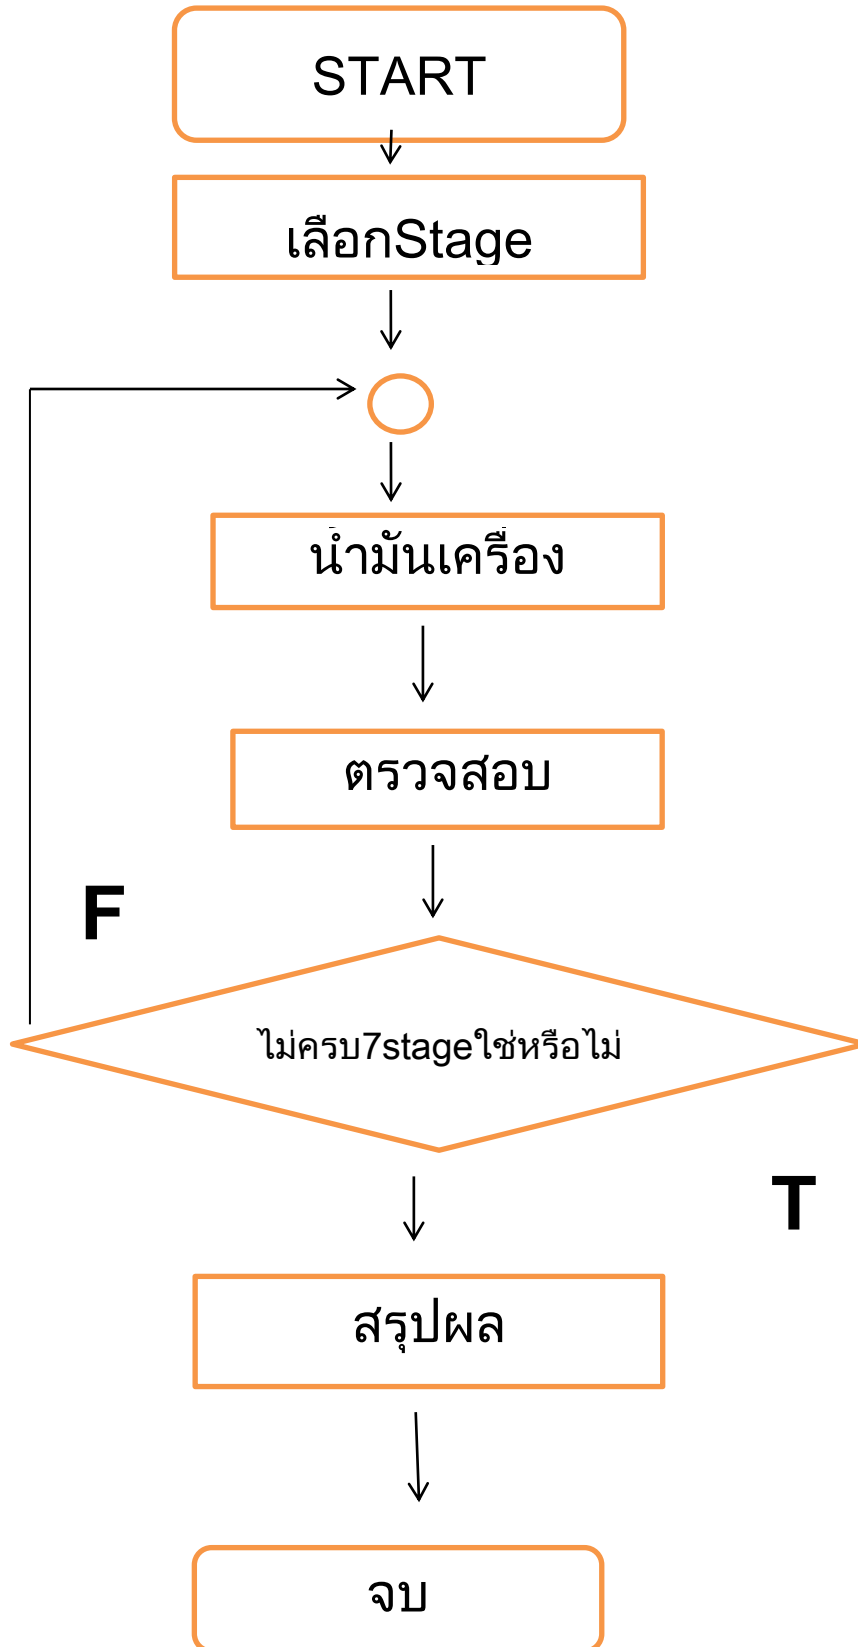 START
เลือกStage
น้ำมันเครื่อง
ตรวจสอบ
F
ไม่ครบ7stageใช่หรือไม่
T
สรุปผล
จบ